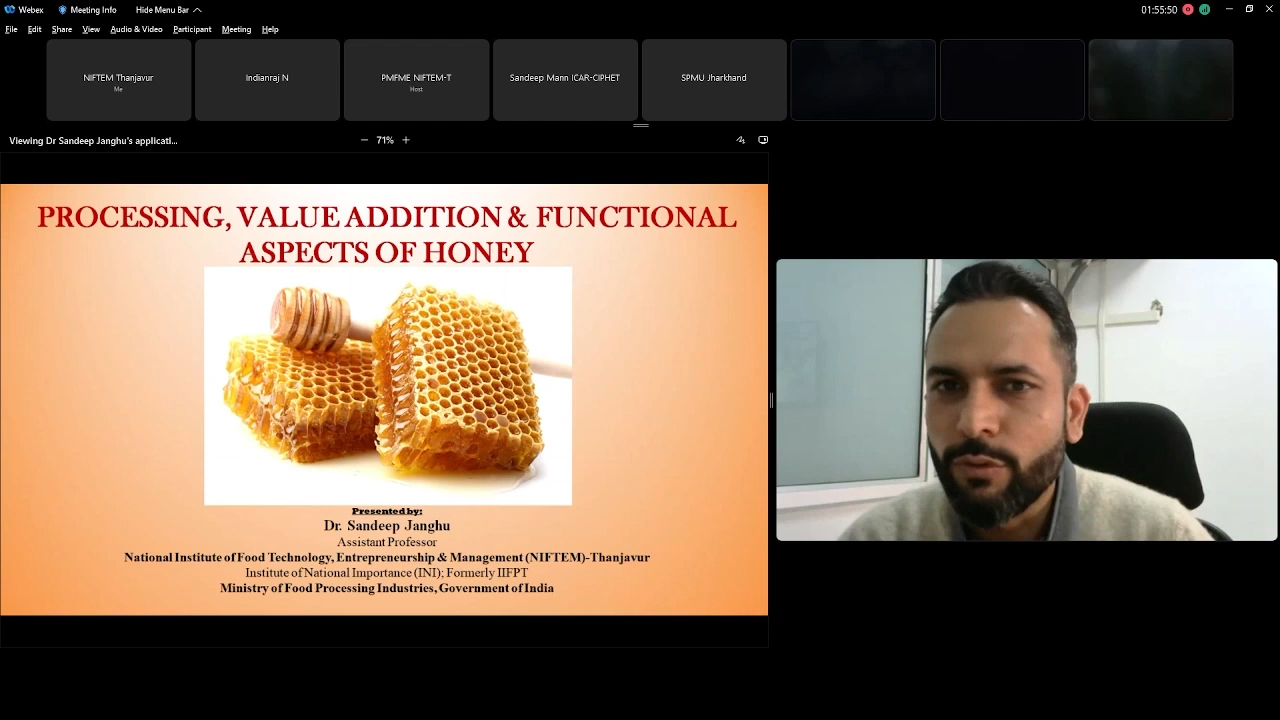 Webex
Meeting Info
Hide Menu Bar
01:55:50
File Edit Share View Audio & Video Participant Meeting Help
NIFTEM Thanjavur
Me
Indianraj N
PMFME NIFTEM-T
Host
Sandeep Mann ICAR-CIPHET
SPMU Jharkhand
Viewing Dr Sandeep Janghu's applicati...
71%
PROCESSING, VALUE ADDITION & FUNCTIONAL
ASPECTS OF HONEY
Presented by:
Dr. Sandeep Janghu
Assistant Professor
National Institute of Food Technology, Entrepreneurship & Management (NIFTEM)-Thanjavur
Institute of National Importance (INI); Formerly IIFPT
Ministry of Food Processing Industries, Government of India